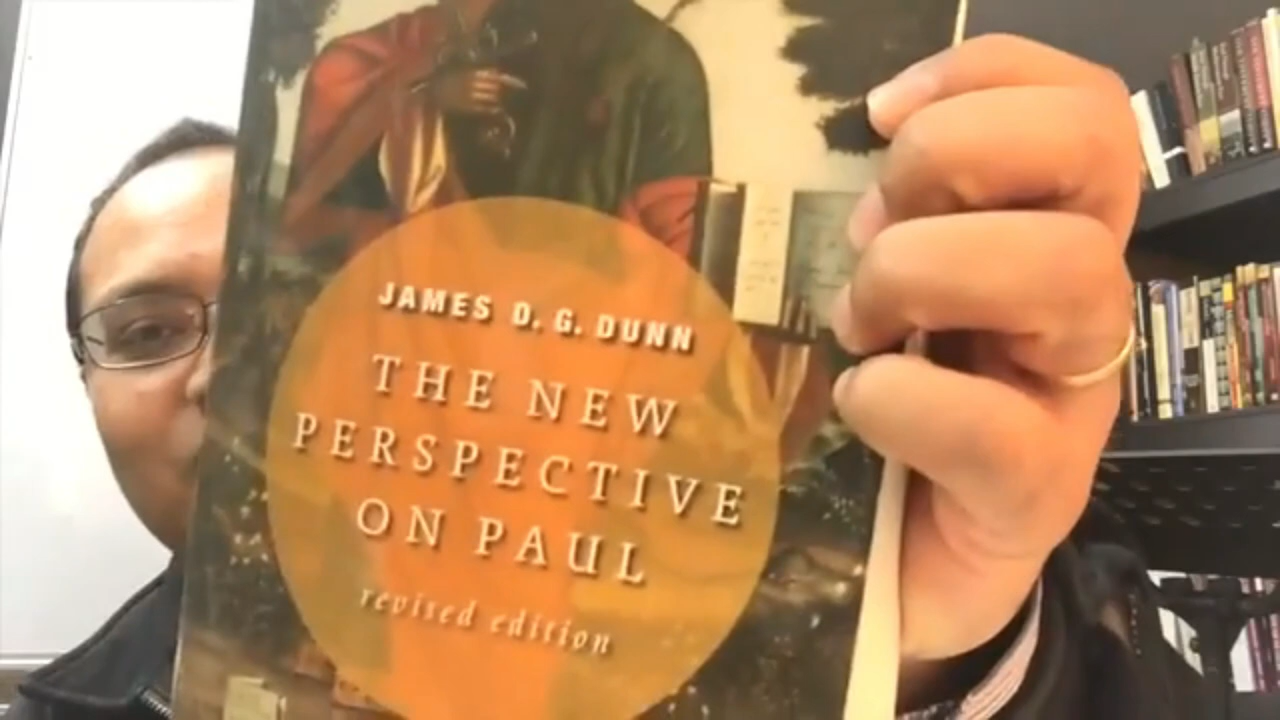 JAMES D. G. DUNN
THE NEW
PERSPECTIVE
ON PAUL
revised edition